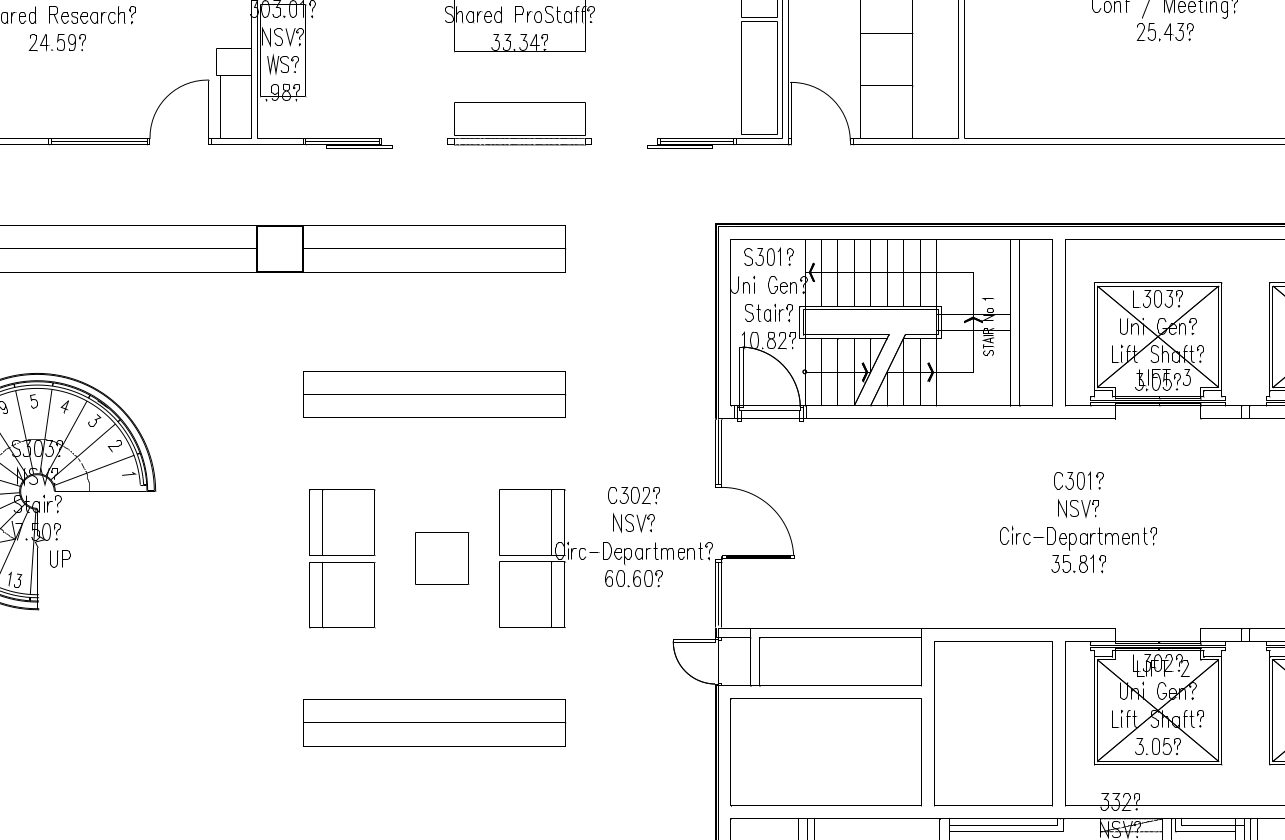 ared Research?
24.59?
303.01?
NSV?
WS?
.98?
Shared ProStaff?
33.34?
Conf / Meeting?
25.43?
S301?
Uni Gen?
Stair?
10.82?
STAIR No 1
L303?
Uni Gen?
Lift Shaft?
3.05?
LIFT 3
5
4
3
2
1
S303?
NSV?
Stair?
17.50?
UP
13
C302?
NSV?
Circ-Department?
60.60?
C301?
NSV?
Circ-Department?
35.81?
L302?
LIFT 2
Uni Gen?
Lift Shaft?
3.05?
332?
NSV?